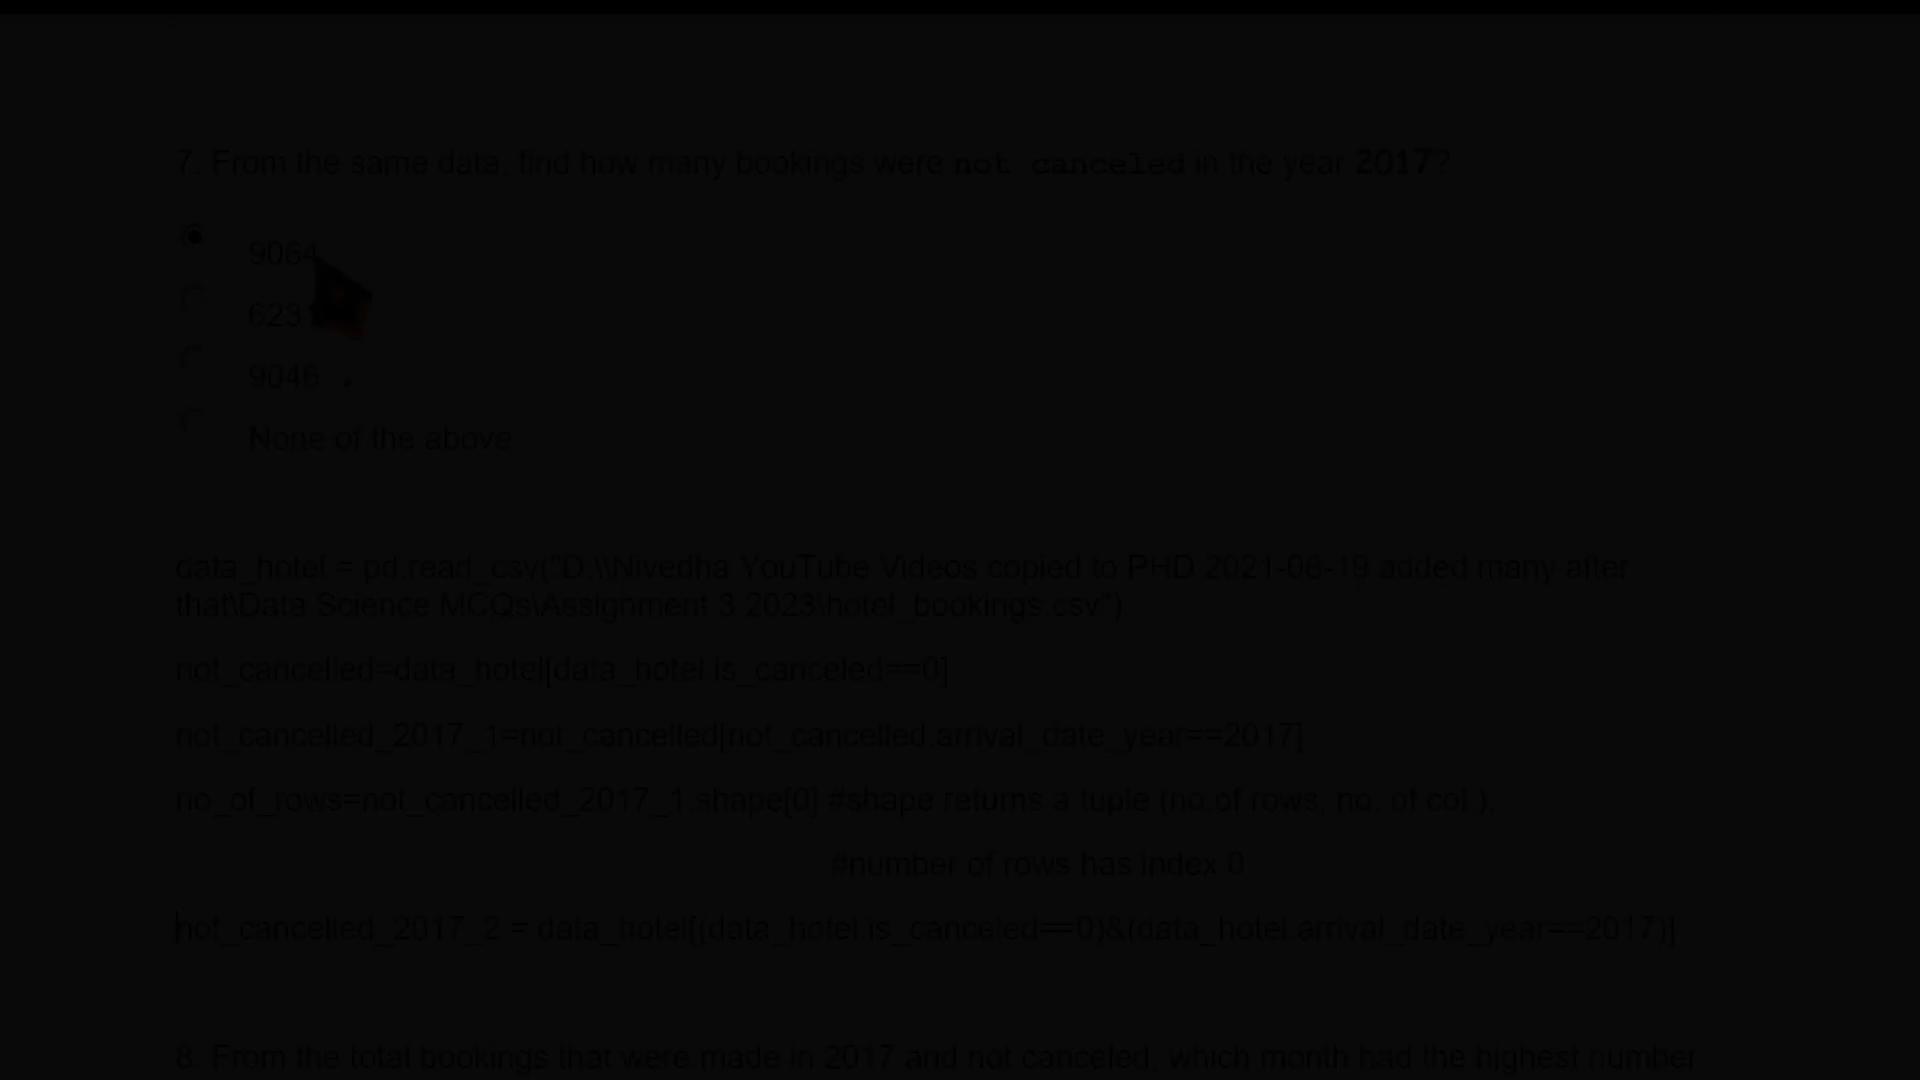 7. From the same data, find how many bookings were not canceled in the year 2017?
9064
623
9046
None of the above
data_hotel = pd.read_csv("D:\\Nivedha YouTube Videos copied to PHD 2021-06-19 added many after
that\Data Science MCQs\Assignment 3 2023\hotel_bookings.csv")
not_cancelled=data_hotel[data_hotel.is_canceled==0]
not_cancelled_2017_1=not_cancelled[not_cancelled.arrival_date_year==2017]
no_of_rows=not_cancelled_2017_1.shape[0] #shape returns a tuple (no.of rows, no. of col.),
#number of rows has index 0
not_cancelled_2017_2 = data_hotel[(data_hotel.is_canceled==0)&(data_hotel.arrival_date_year==2017)]
8. From the total bookings that were made in 2017 and not canceled, which month had the highest number